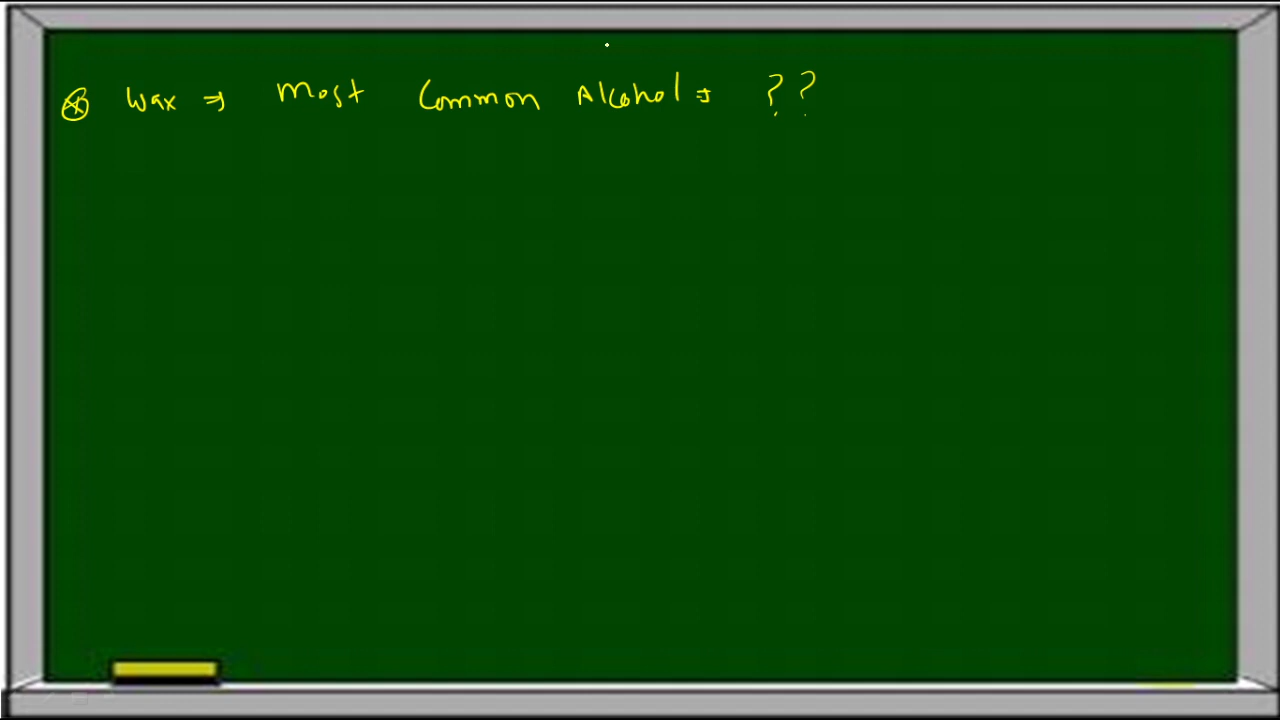 ⊛ Wax ⇒ Most Common Alcohol = ??